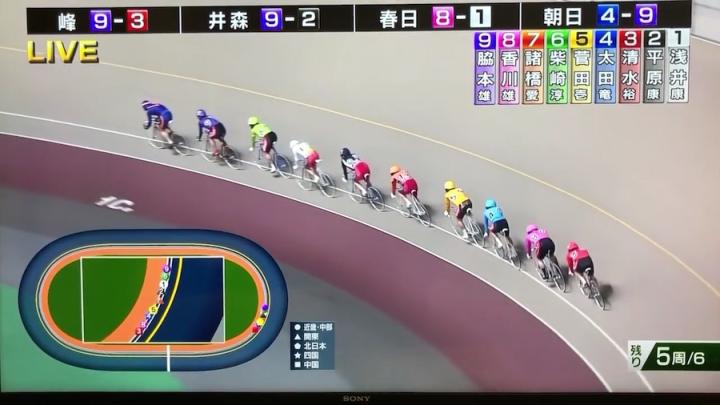 峰 9-3 井森 9-2 春日 8-1 朝日 4-9
LIVE
9 8 7 6 5 4 3 2 1
脇本雄
香川雄
諸橋愛
柴崎淳
菅田壱
太田竜
清水裕
平原康
浅井康
1C
近畿・中部
関東
北日本
四国
中国
残り 5周/6
SONY